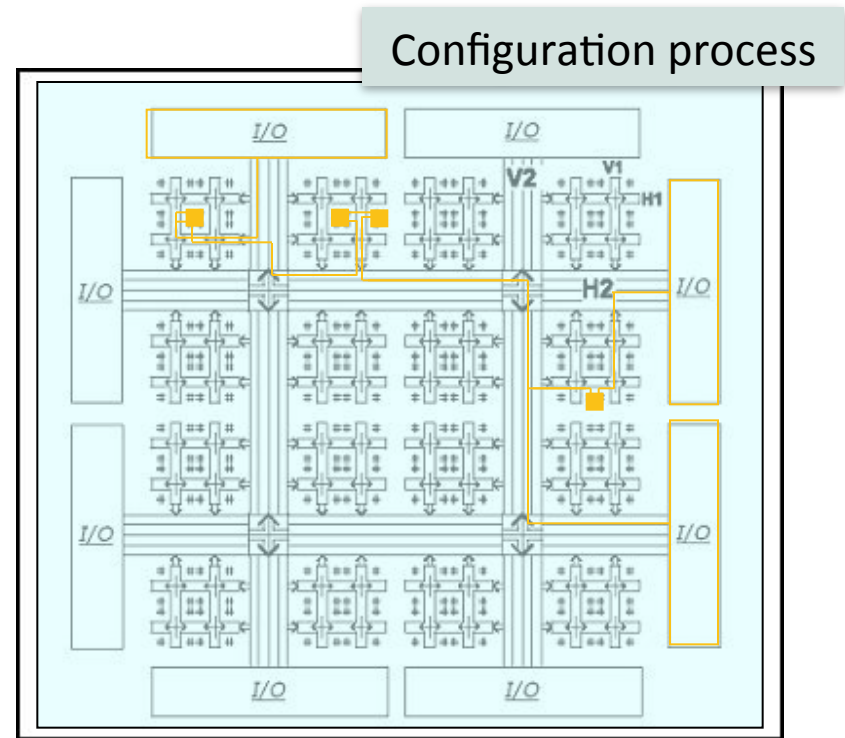 Configuration process
I/O
I/O
V2
V1
H1
I/O
H2
I/O
I/O
I/O
I/O
I/O